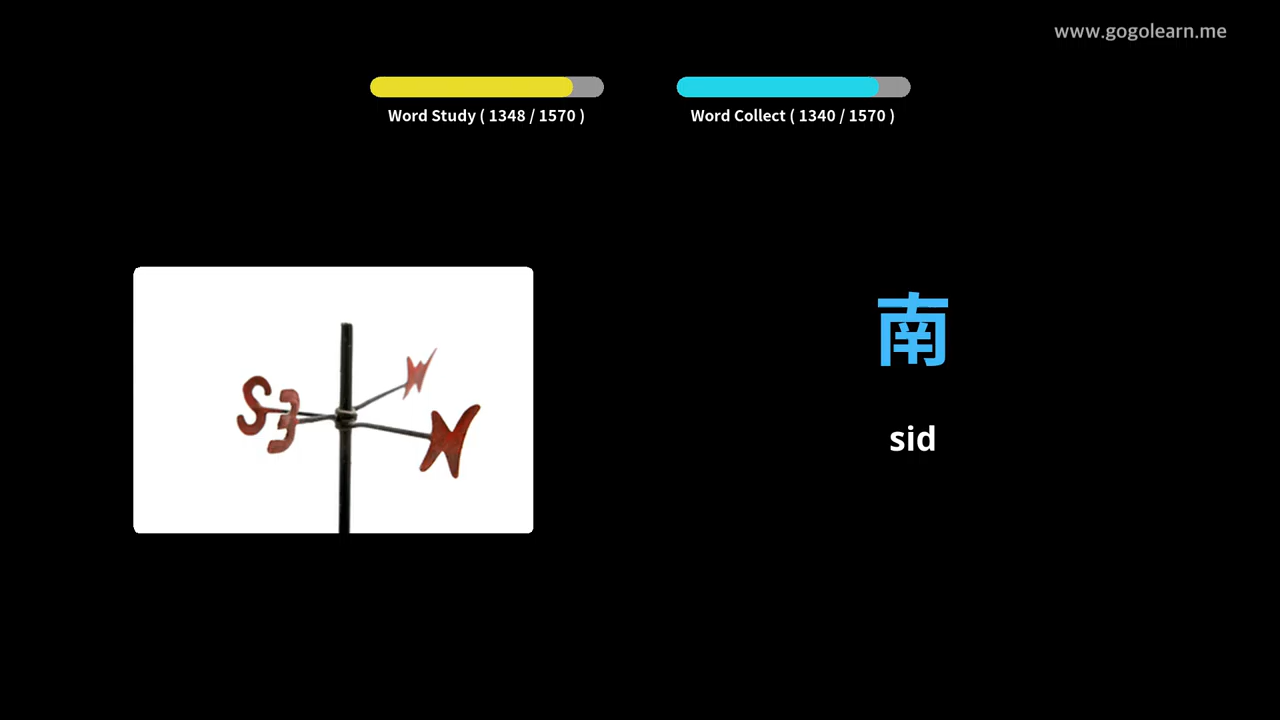 www.gogolearn.me
Word Study ( 1348 / 1570 )
Word Collect ( 1340 / 1570 )
S
E
N
南
sid